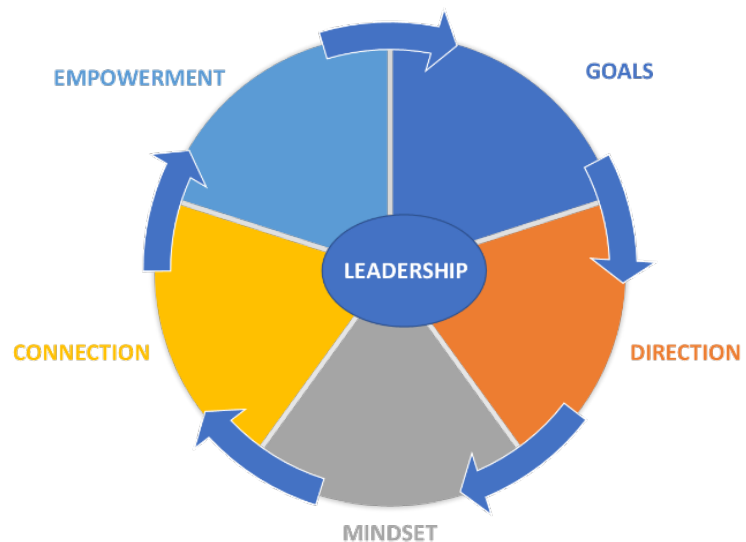 EMPOWERMENT
GOALS
LEADERSHIP
CONNECTION
DIRECTION
MINDSET